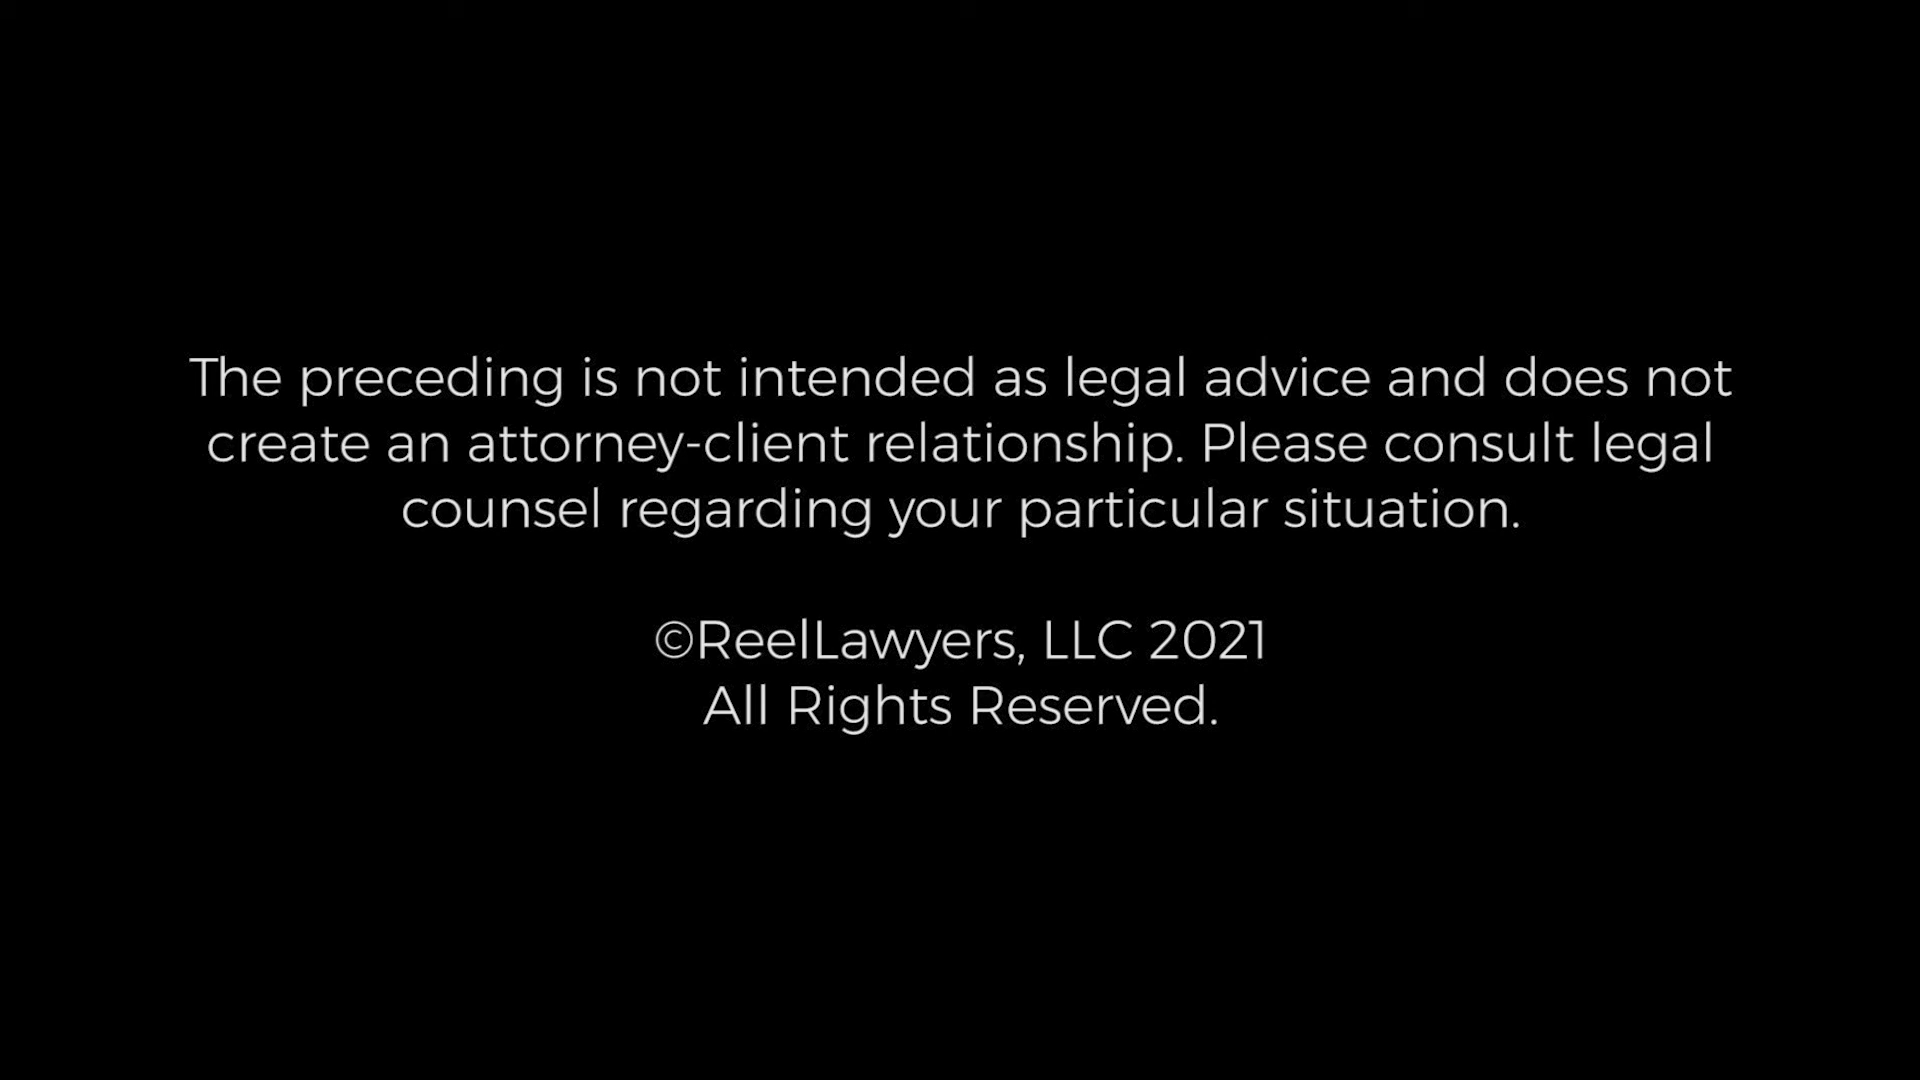 The preceding is not intended as legal advice and does not
create an attorney-client relationship. Please consult legal
counsel regarding your particular situation.
©ReelLawyers, LLC 2021
All Rights Reserved.